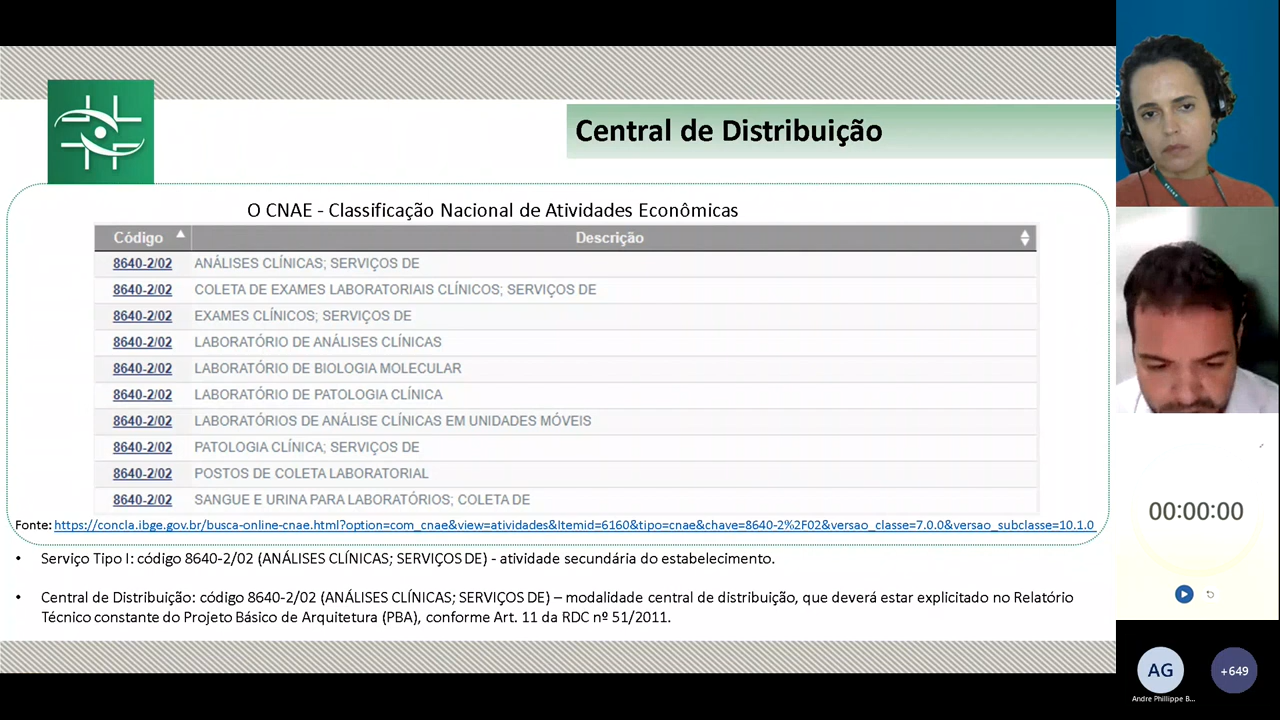 Central de Distribuição
O CNAE - Classificação Nacional de Atividades Econômicas
Código Descrição
8640-2/02 ANÁLISES CLÍNICAS; SERVIÇOS DE
8640-2/02 COLETA DE EXAMES LABORATORIAIS CLÍNICOS; SERVIÇOS DE
8640-2/02 EXAMES CLÍNICOS; SERVIÇOS DE
8640-2/02 LABORATÓRIO DE ANÁLISES CLÍNICAS
8640-2/02 LABORATÓRIO DE BIOLOGIA MOLECULAR
8640-2/02 LABORATÓRIO DE PATOLOGIA CLÍNICA
8640-2/02 LABORATÓRIOS DE ANÁLISE CLÍNICAS EM UNIDADES MÓVEIS
8640-2/02 PATOLOGIA CLÍNICA; SERVIÇOS DE
8640-2/02 POSTOS DE COLETA LABORATORIAL
8640-2/02 SANGUE E URINA PARA LABORATÓRIOS; COLETA DE
Fonte: https://concla.ibge.gov.br/busca-online-cnae.html?option=com_cnae&view=atividades&Itemid=6160&tipo=cnae&chave=8640-2%2F02&versao_classe=7.0.0&versao_subclasse=10.1.0
• Serviço Tipo I: código 8640-2/02 (ANÁLISES CLÍNICAS; SERVIÇOS DE) - atividade secundária do estabelecimento.
• Central de Distribuição: código 8640-2/02 (ANÁLISES CLÍNICAS; SERVIÇOS DE) – modalidade central de distribuição, que deverá estar explicitado no Relatório
Técnico constante do Projeto Básico de Arquitetura (PBA), conforme Art. 11 da RDC nº 51/2011.
00:00:00
AG
+649
Andre Phillippe B...